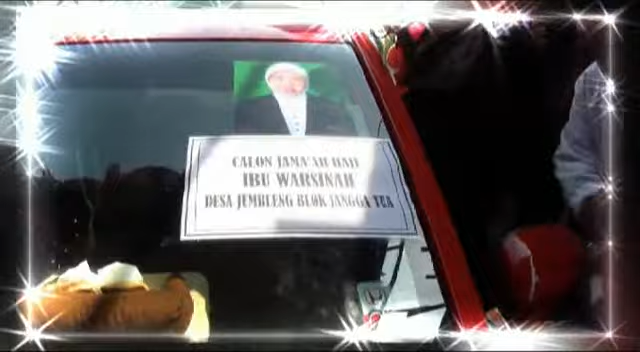 CALON JAMA'AH HAJI
IBU WARSINAH
DESA JEMBLENG BLOK JANGGA TUA